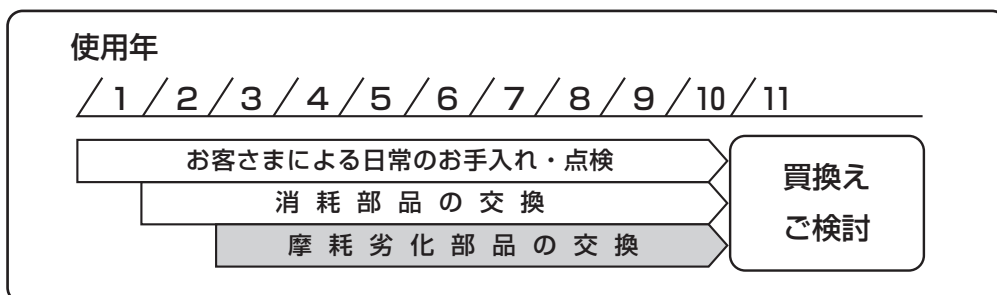 使用年
1 2 3 4 5 6 7 8 9 10 11
お客さまによる日常のお手入れ・点検
消耗部品の交換
摩耗劣化部品の交換
買換え
ご検討